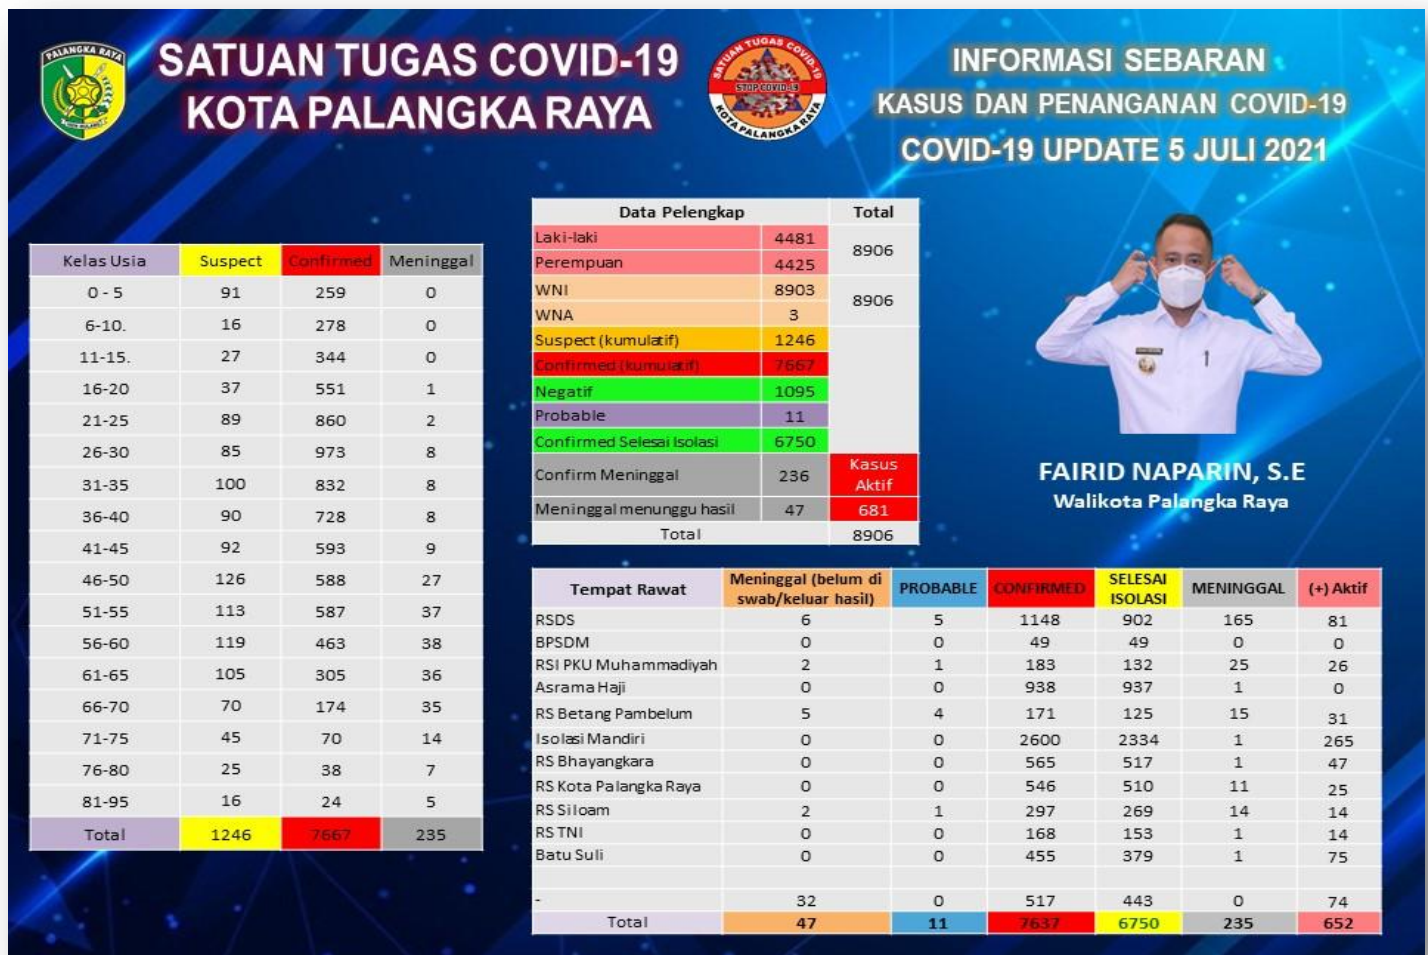 PALANGKA RAYA
SATUAN TUGAS COVID-19
KOTA PALANGKA RAYA
SATUAN TUGAS COVID-19
STOP COVID-19
KOTA PALANGKA RAYA
INFORMASI SEBARAN
KASUS DAN PENANGANAN COVID-19
COVID-19 UPDATE 5 JULI 2021
Kelas Usia Suspect Confirmed Meninggal
0 - 5 91 259 0
6-10. 16 278 0
11-15. 27 344 0
16-20 37 551 1
21-25 89 860 2
26-30 85 973 8
31-35 100 832 8
36-40 90 728 8
41-45 92 593 9
46-50 126 588 27
51-55 113 587 37
56-60 119 463 38
61-65 105 305 36
66-70 70 174 35
71-75 45 70 14
76-80 25 38 7
81-95 16 24 5
Total 1246 7667 235
Data Pelengkap Total
Laki-laki 4481 8906
Perempuan 4425
WNI 8903 8906
WNA 3
Suspect (kumulatif) 1246
Confirmed (kumulatif) 7667
Negatif 1095
Probable 11
Confirmed Selesai Isolasi 6750
Confirm Meninggal 236 Kasus Aktif
Meninggal menunggu hasil 47 681
Total 8906
FAIRID NAPARIN, S.E
Walikota Palangka Raya
Tempat Rawat Meninggal (belum di swab/keluar hasil) PROBABLE CONFIRMED SELESAI ISOLASI MENINGGAL (+) Aktif
RSDS 6 5 1148 902 165 81
BPSDM 0 0 49 49 0 0
RSI PKU Muhammadiyah 2 1 183 132 25 26
Asrama Haji 0 0 938 937 1 0
RS Betang Pambelum 5 4 171 125 15 31
Isolasi Mandiri 0 0 2600 2334 1 265
RS Bhayangkara 0 0 565 517 1 47
RS Kota Palangka Raya 0 0 546 510 11 25
RS Siloam 2 1 297 269 14 14
RS TNI 0 0 168 153 1 14
Batu Suli 0 0 455 379 1 75
- 32 0 517 443 0 74
Total 47 11 7637 6750 235 652